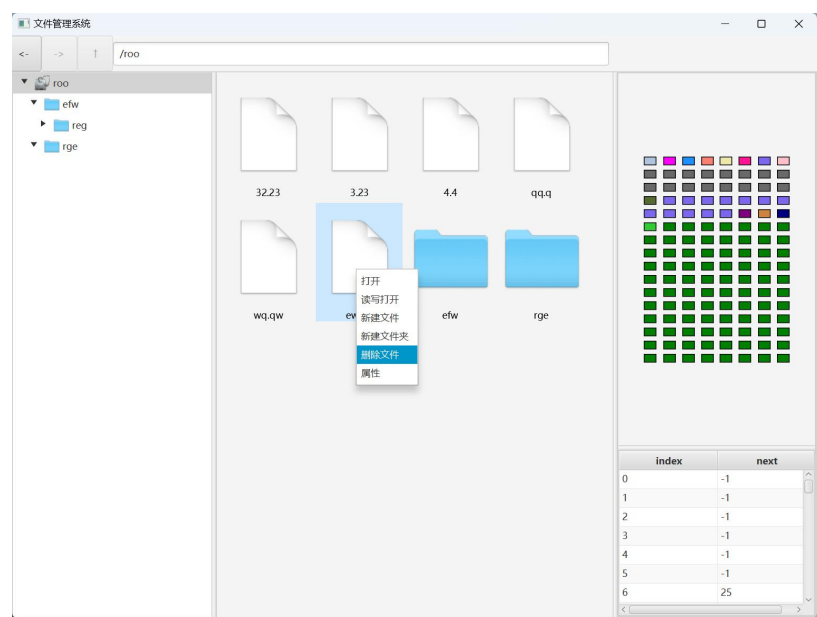 文件管理系统
<- -> ↑ /roo
roo
efw
reg
rge
32.23 3.23 4.4 qq.q
wq.qw ew efw rge
打开
读写打开
新建文件
新建文件夹
删除文件
属性
index next
0 -1
1 -1
2 -1
3 -1
4 -1
5 -1
6 25